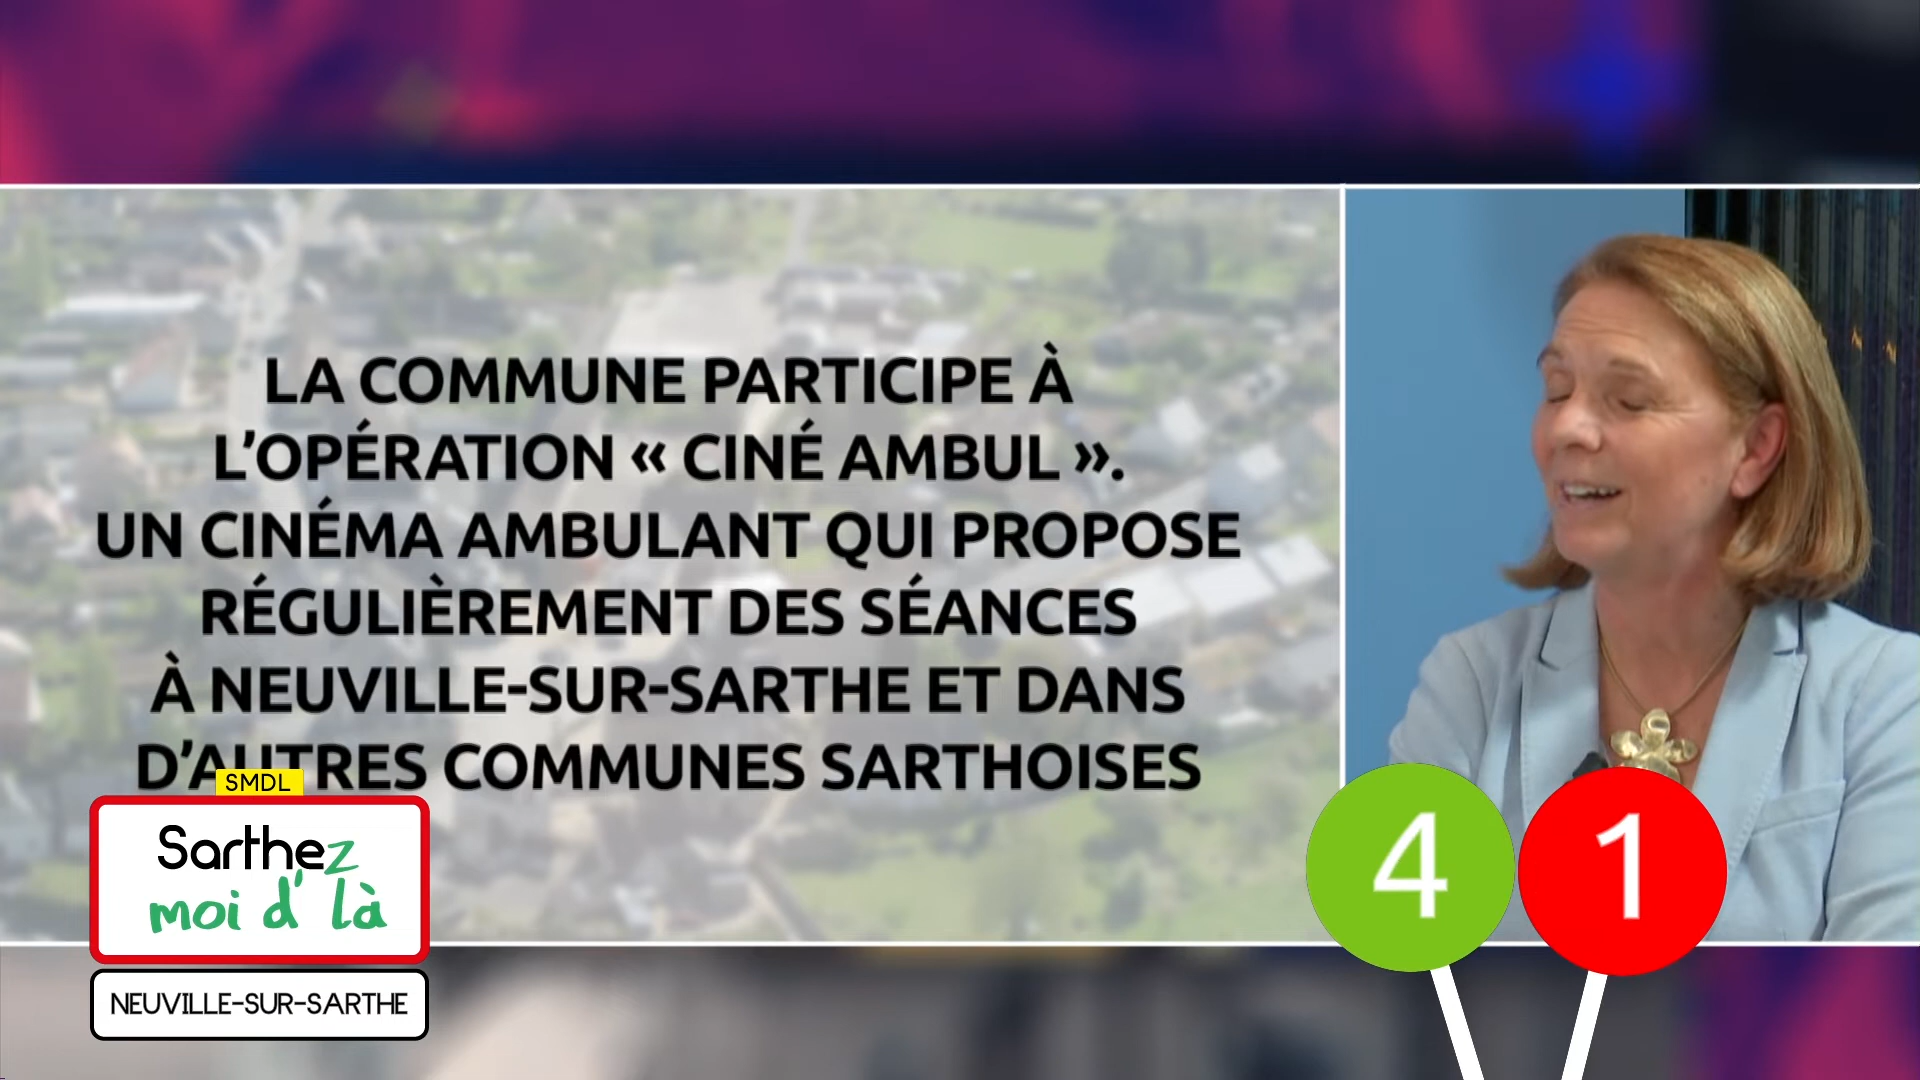 LA COMMUNE PARTICIPE À
L’OPÉRATION « CINÉ AMBUL ».
UN CINÉMA AMBULANT QUI PROPOSE
RÉGULIÈREMENT DES SÉANCES
À NEUVILLE-SUR-SARTHE ET DANS
D’AUTRES COMMUNES SARTHOISES
SMDL
Sarthez
moi d'là
NEUVILLE-SUR-SARTHE
4 1